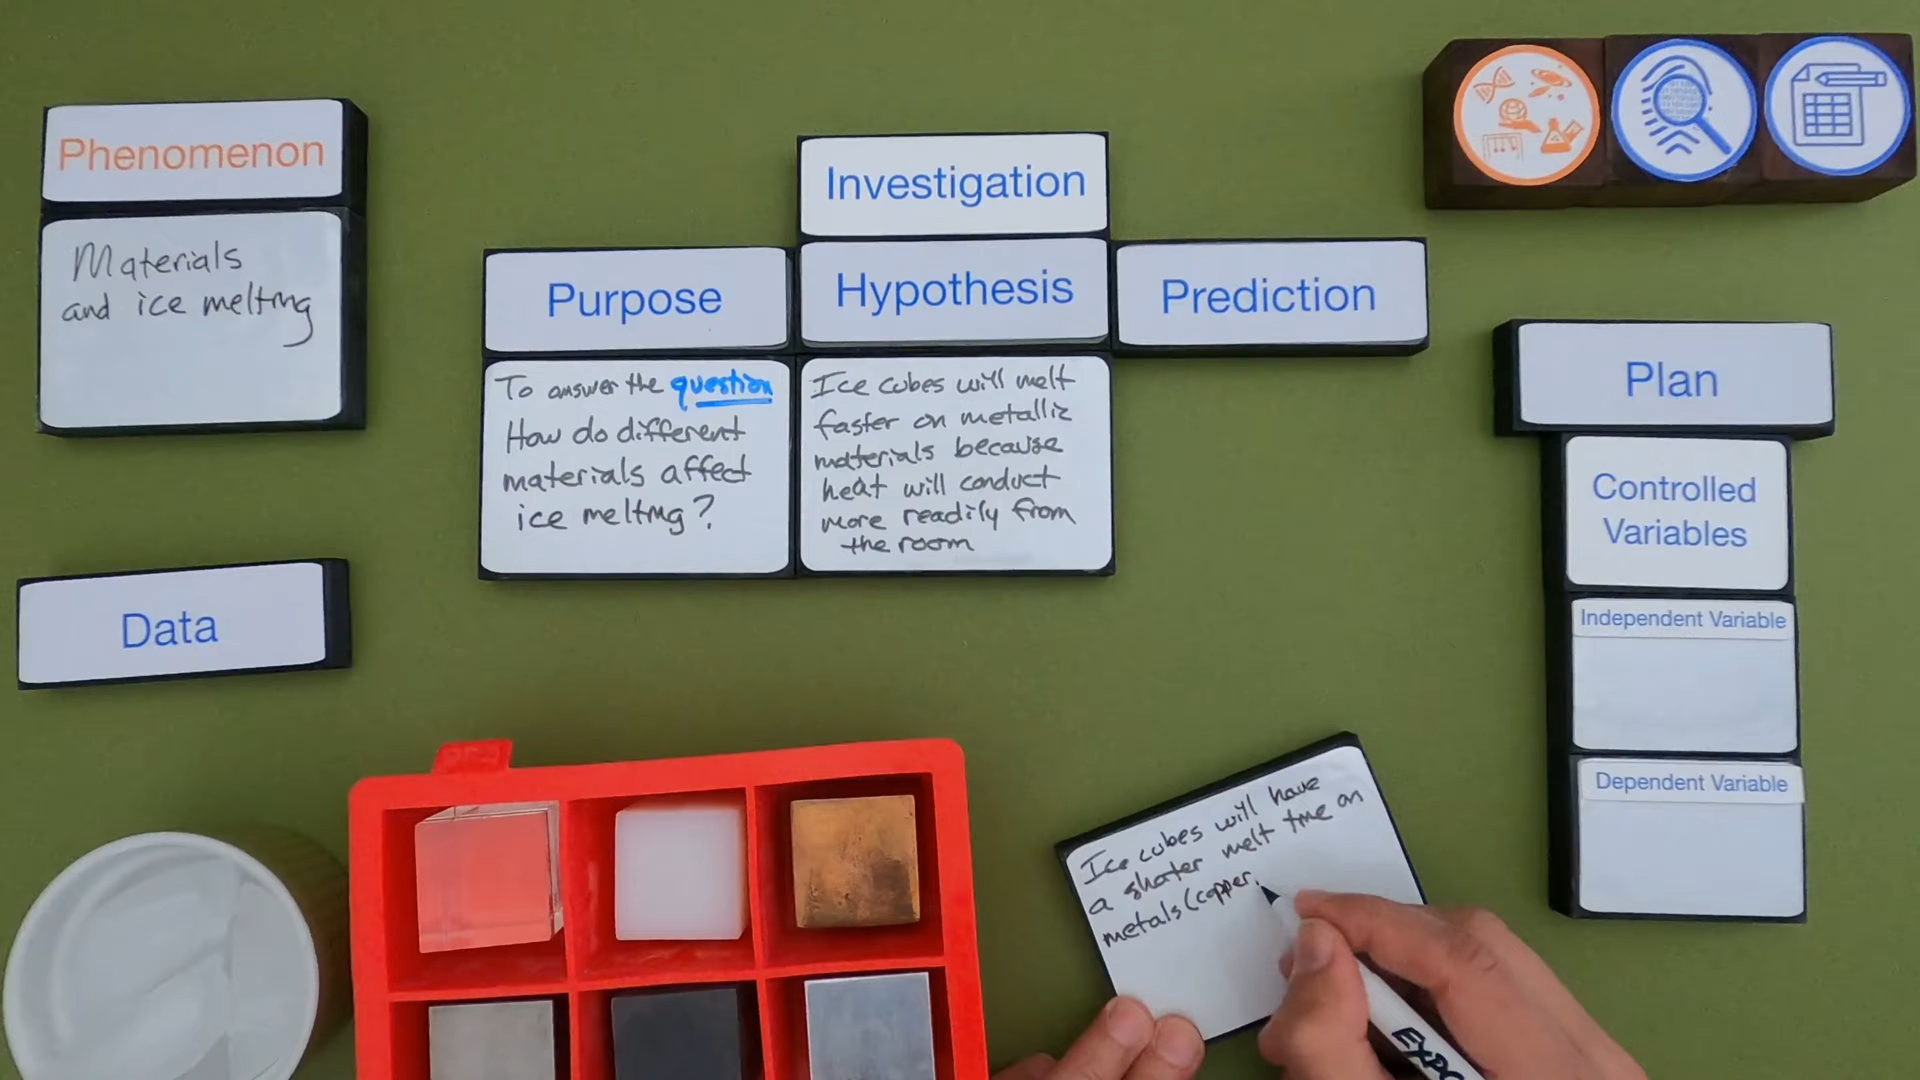 Phenomenon
Materials
and ice melting
Investigation
Purpose
Hypothesis
Prediction
To answer the question
How do different
materials affect
ice melting?
Ice cubes will melt
faster on metallic
materials because
heat will conduct
more readily from
the room
Plan
Controlled
Variables
Independent Variable
Dependent Variable
Data
Ice cubes will have
a shorter melt time on
metals (copper,
EXPO